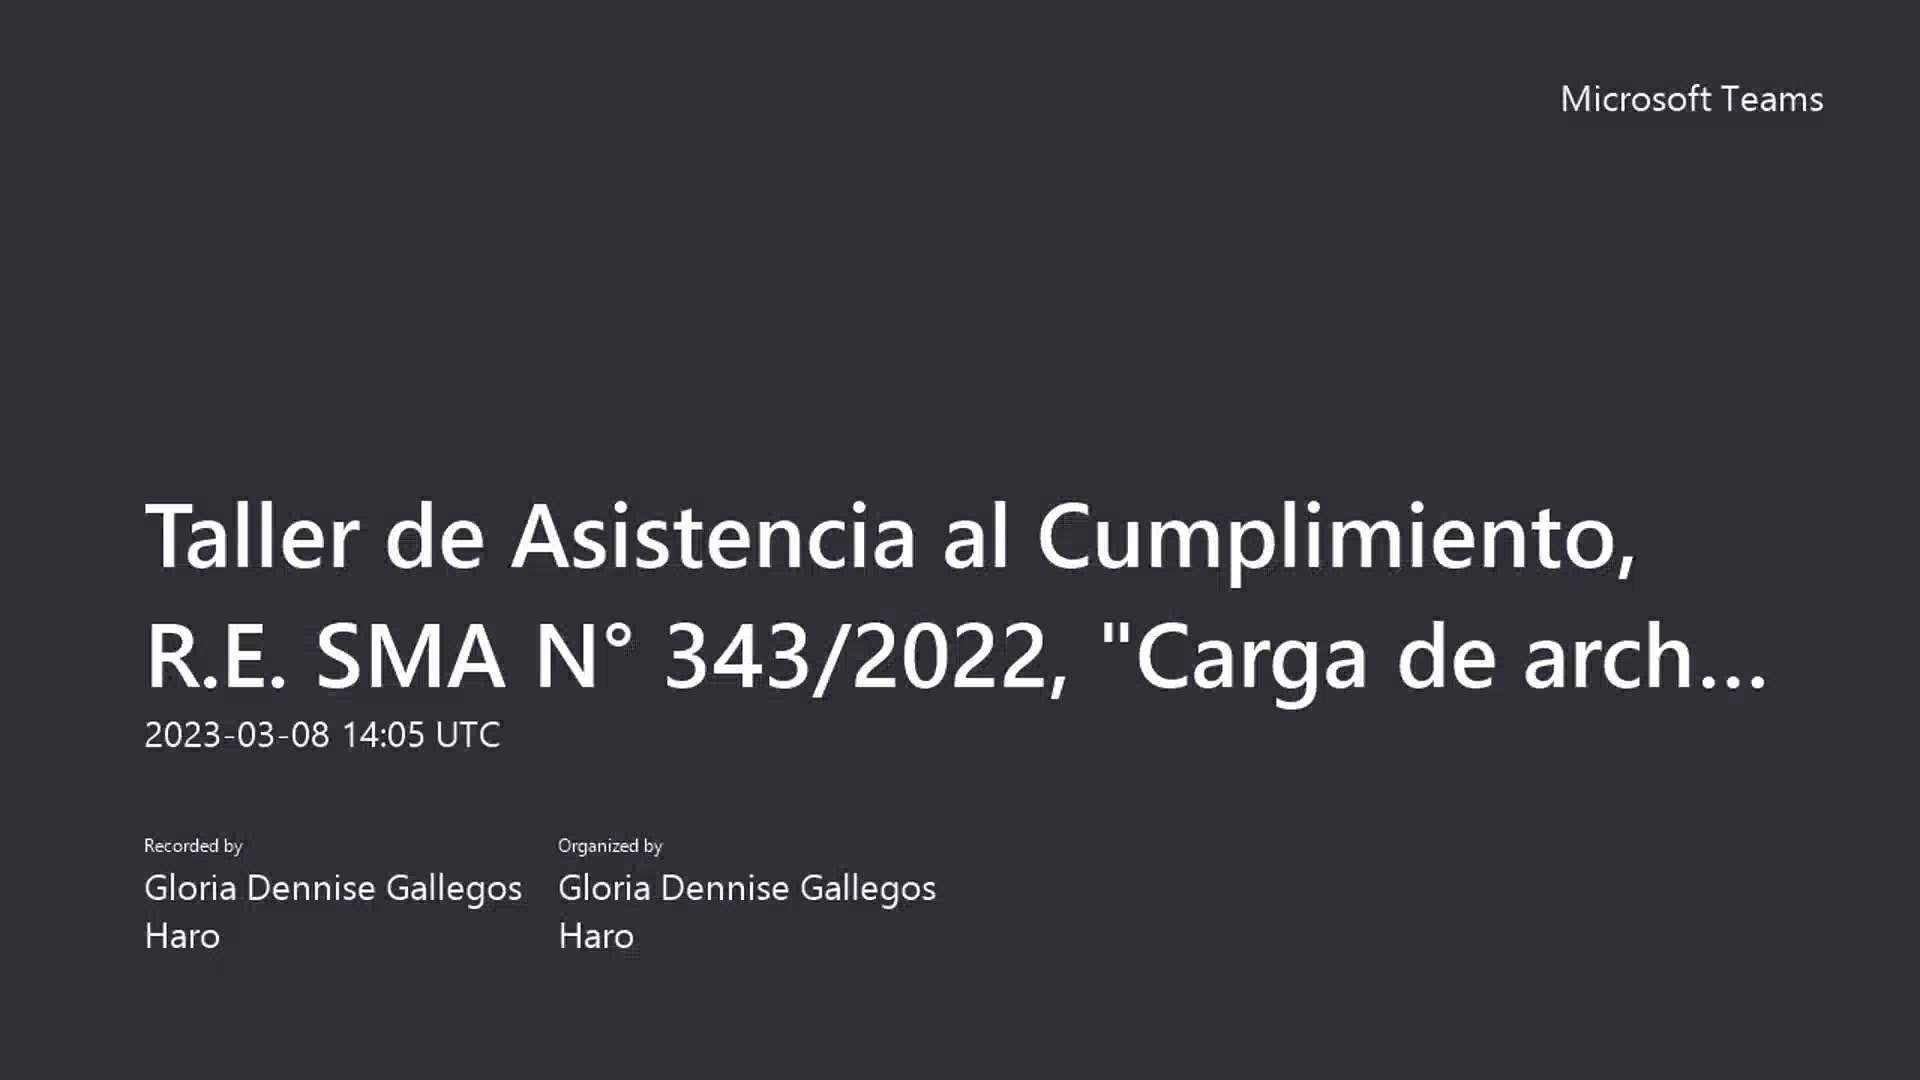 Microsoft Teams
Taller de Asistencia al Cumplimiento,
R.E. SMA N° 343/2022, "Carga de arch...
2023-03-08 14:05 UTC
Recorded by
Gloria Dennise Gallegos
Haro
Organized by
Gloria Dennise Gallegos
Haro